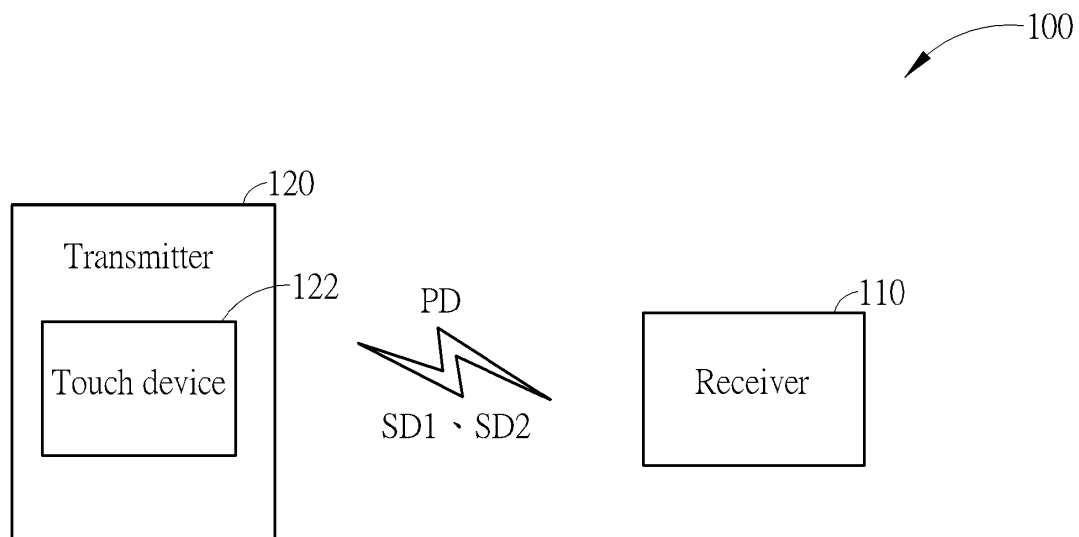 100
120
Transmitter
122
110
PD
Touch device
Receiver
SD1、SD2